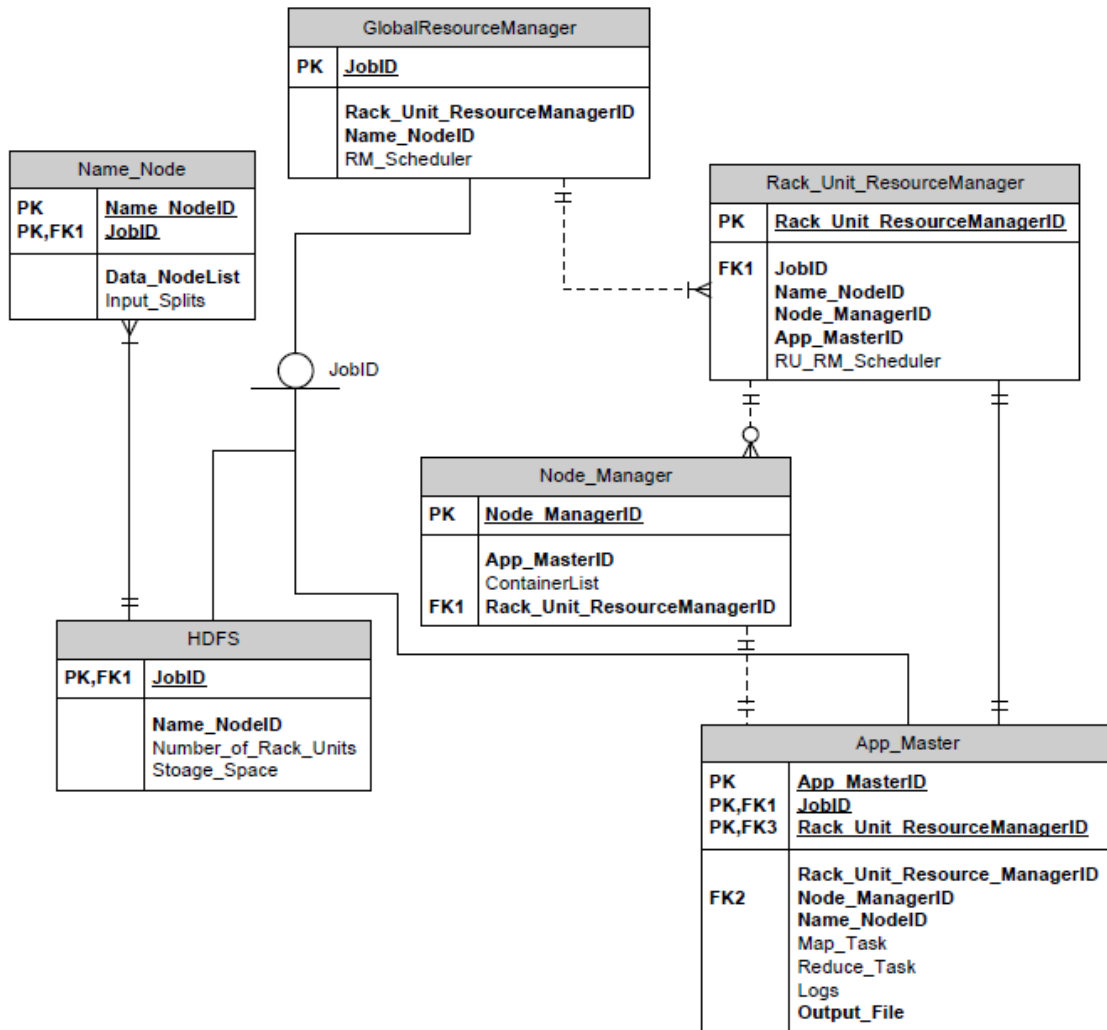 GlobalResourceManager
PK JobID
Rack_Unit_ResourceManagerID
Name_NodeID
RM_Scheduler
Name_Node
PK Name_NodeID
PK,FK1 JobID
Data_NodeList
Input_Splits
Rack_Unit_ResourceManager
PK Rack_Unit_ResourceManagerID
FK1 JobID
Name_NodeID
Node_ManagerID
App_MasterID
RU_RM_Scheduler
JobID
Node_Manager
PK Node_ManagerID
App_MasterID
ContainerList
FK1 Rack_Unit_ResourceManagerID
HDFS
PK,FK1 JobID
Name_NodeID
Number_of_Rack_Units
Stoage_Space
App_Master
PK App_MasterID
PK,FK1 JobID
PK,FK3 Rack_Unit_ResourceManagerID
Rack_Unit_Resource_ManagerID
FK2 Node_ManagerID
Name_NodeID
Map_Task
Reduce_Task
Logs
Output_File